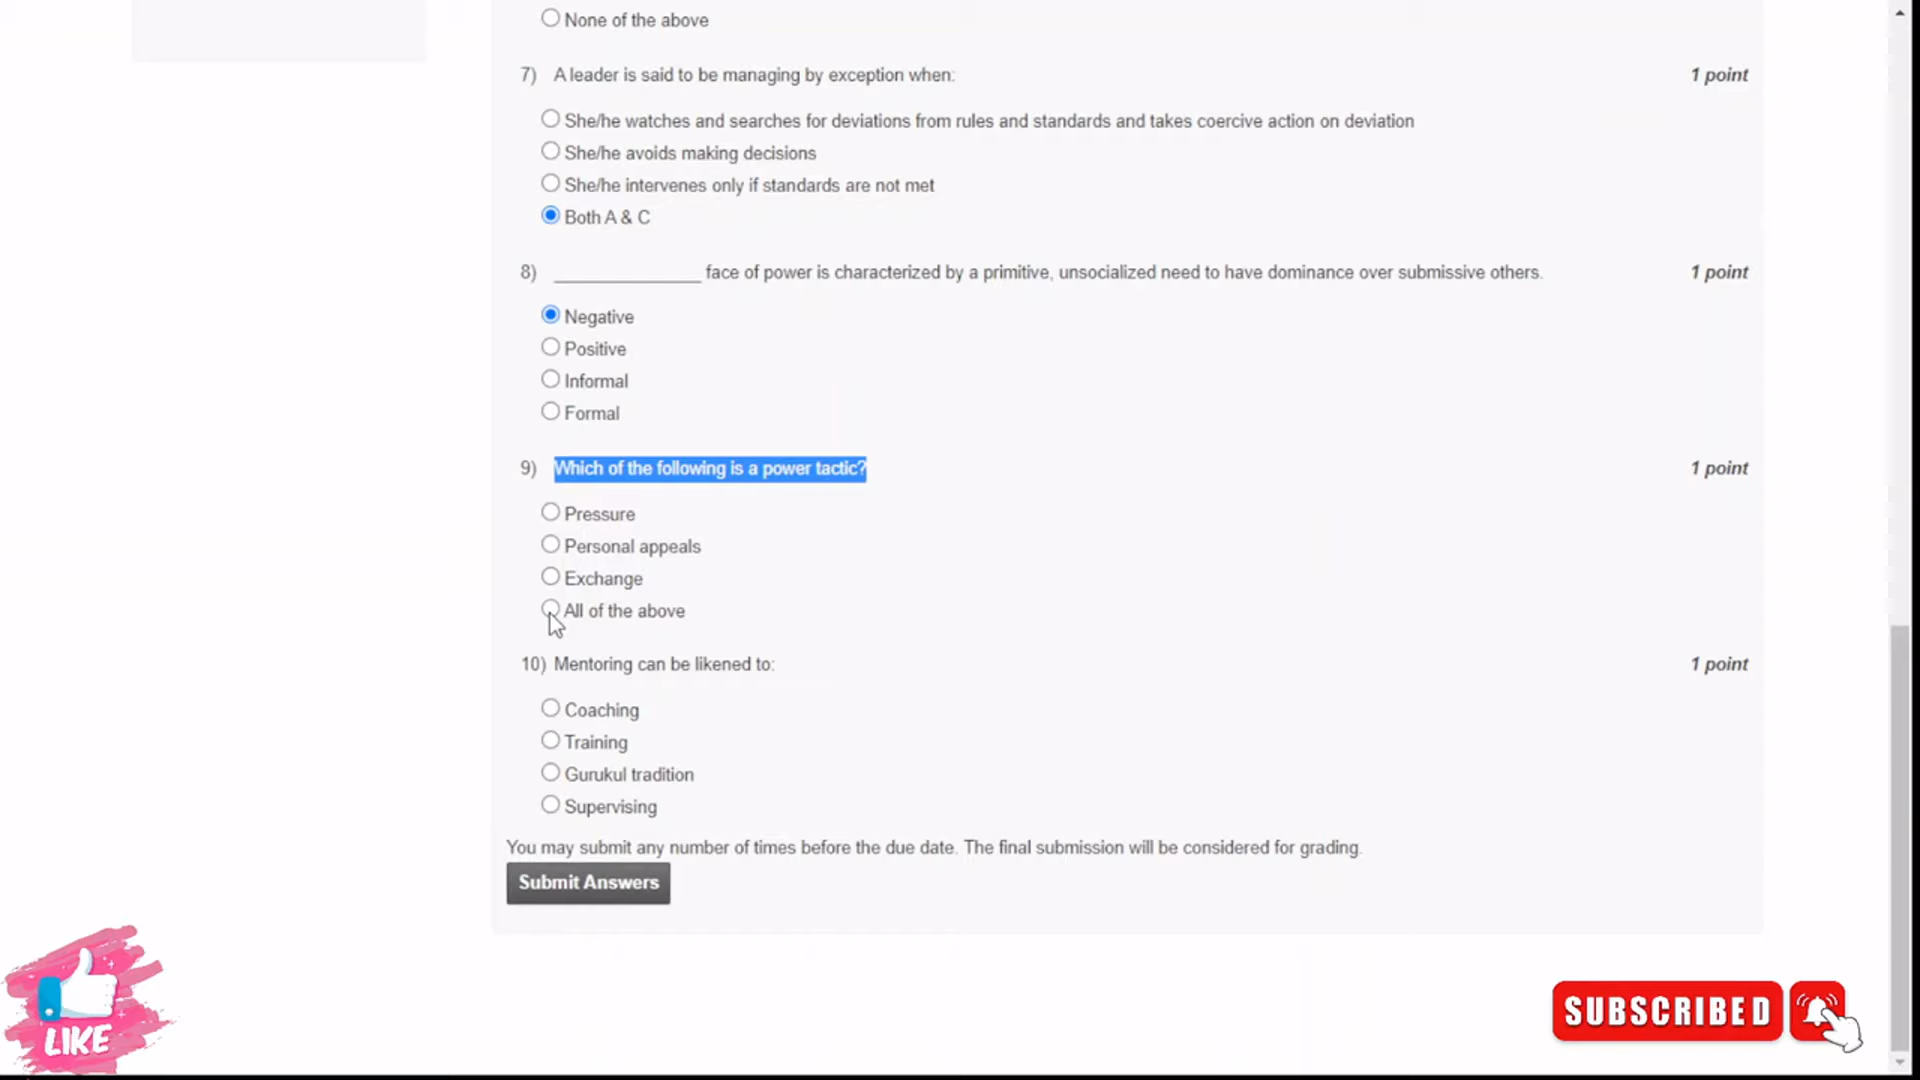 None of the above
7) A leader is said to be managing by exception when: 1 point
She/he watches and searches for deviations from rules and standards and takes coercive action on deviation
She/he avoids making decisions
She/he intervenes only if standards are not met
Both A & C
8) ______________ face of power is characterized by a primitive, unsocialized need to have dominance over submissive others. 1 point
Negative
Positive
Informal
Formal
9) Which of the following is a power tactic? 1 point
Pressure
Personal appeals
Exchange
All of the above
10) Mentoring can be likened to: 1 point
Coaching
Training
Gurukul tradition
Supervising
You may submit any number of times before the due date. The final submission will be considered for grading.
Submit Answers
LIKE
SUBSCRIBED